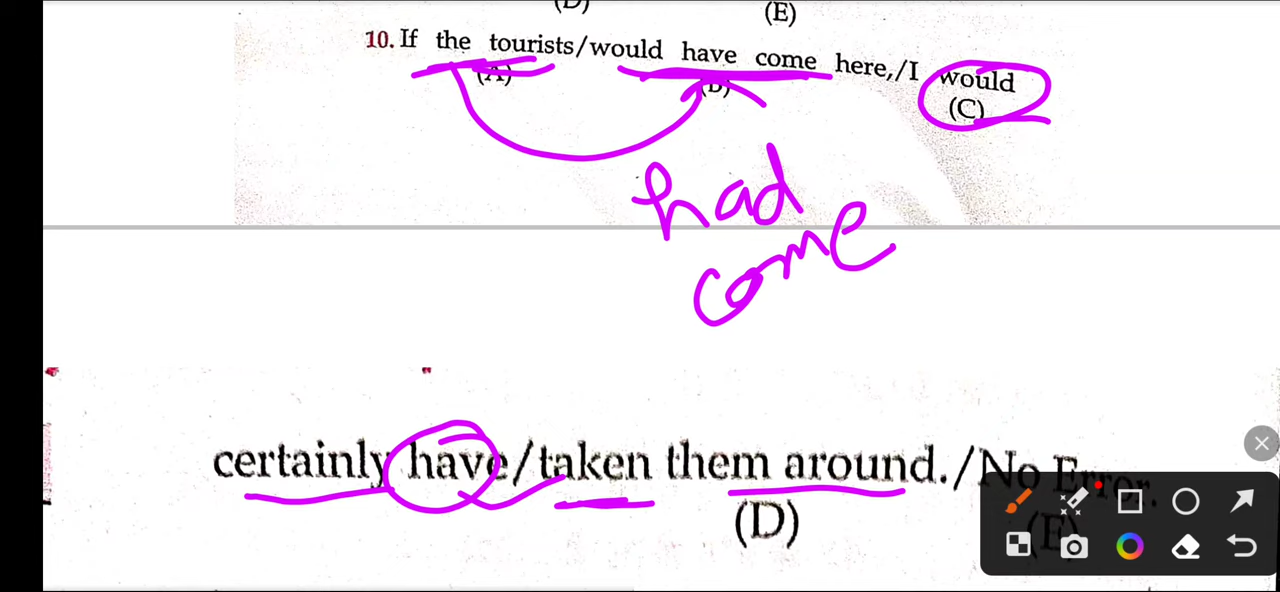 (D)
(E)
10. If the tourists/would have come here,/I would
(A)
(B)
(C)
had
come
certainly have/taken them around./No Error.
(D)
(E)